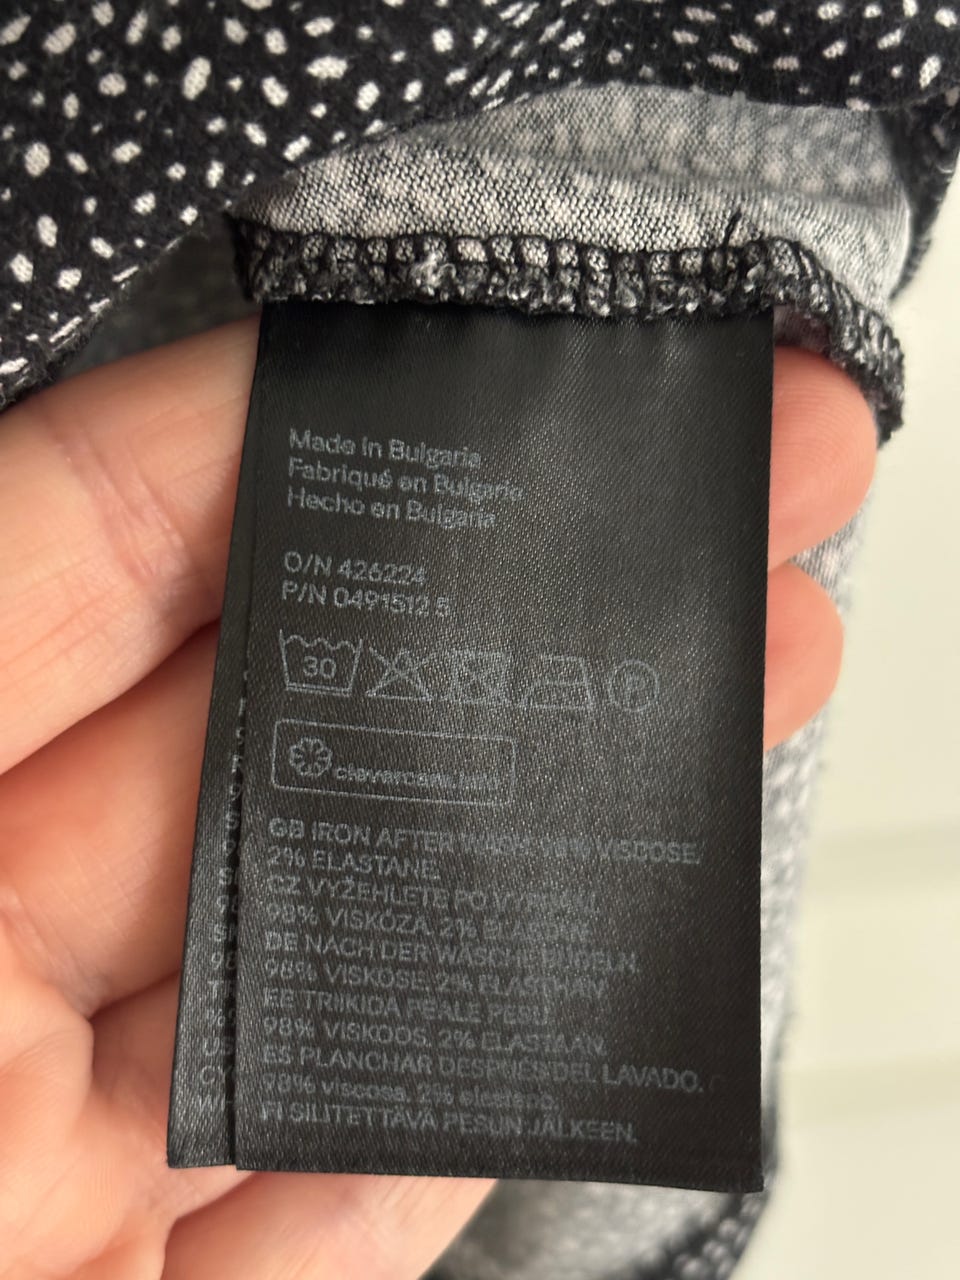 Made in Bulgaria
Fabriqué en Bulgarie
Hecho en Bulgaria
O/N 426224
P/N 0491512 5
30
P
clevercare.info
GB IRON AFTER WASH. 98% VISCOSE,
2% ELASTANE.
CZ VYŽEHLETE PO VYPRÁNÍ.
98% VISKÓZA, 2% ELASTAN.
DE NACH DER WÄSCHE BÜGELN.
98% VISKOSE, 2% ELASTHAN
EE TRIIKIDA PEALE PESU.
98% VISKOOS, 2% ELASTAAN.
ES PLANCHAR DESPUÉS DEL LAVADO.
98% viscosa, 2% elastano.
FI SILITETTÄVÄ PESUN JÄLKEEN.